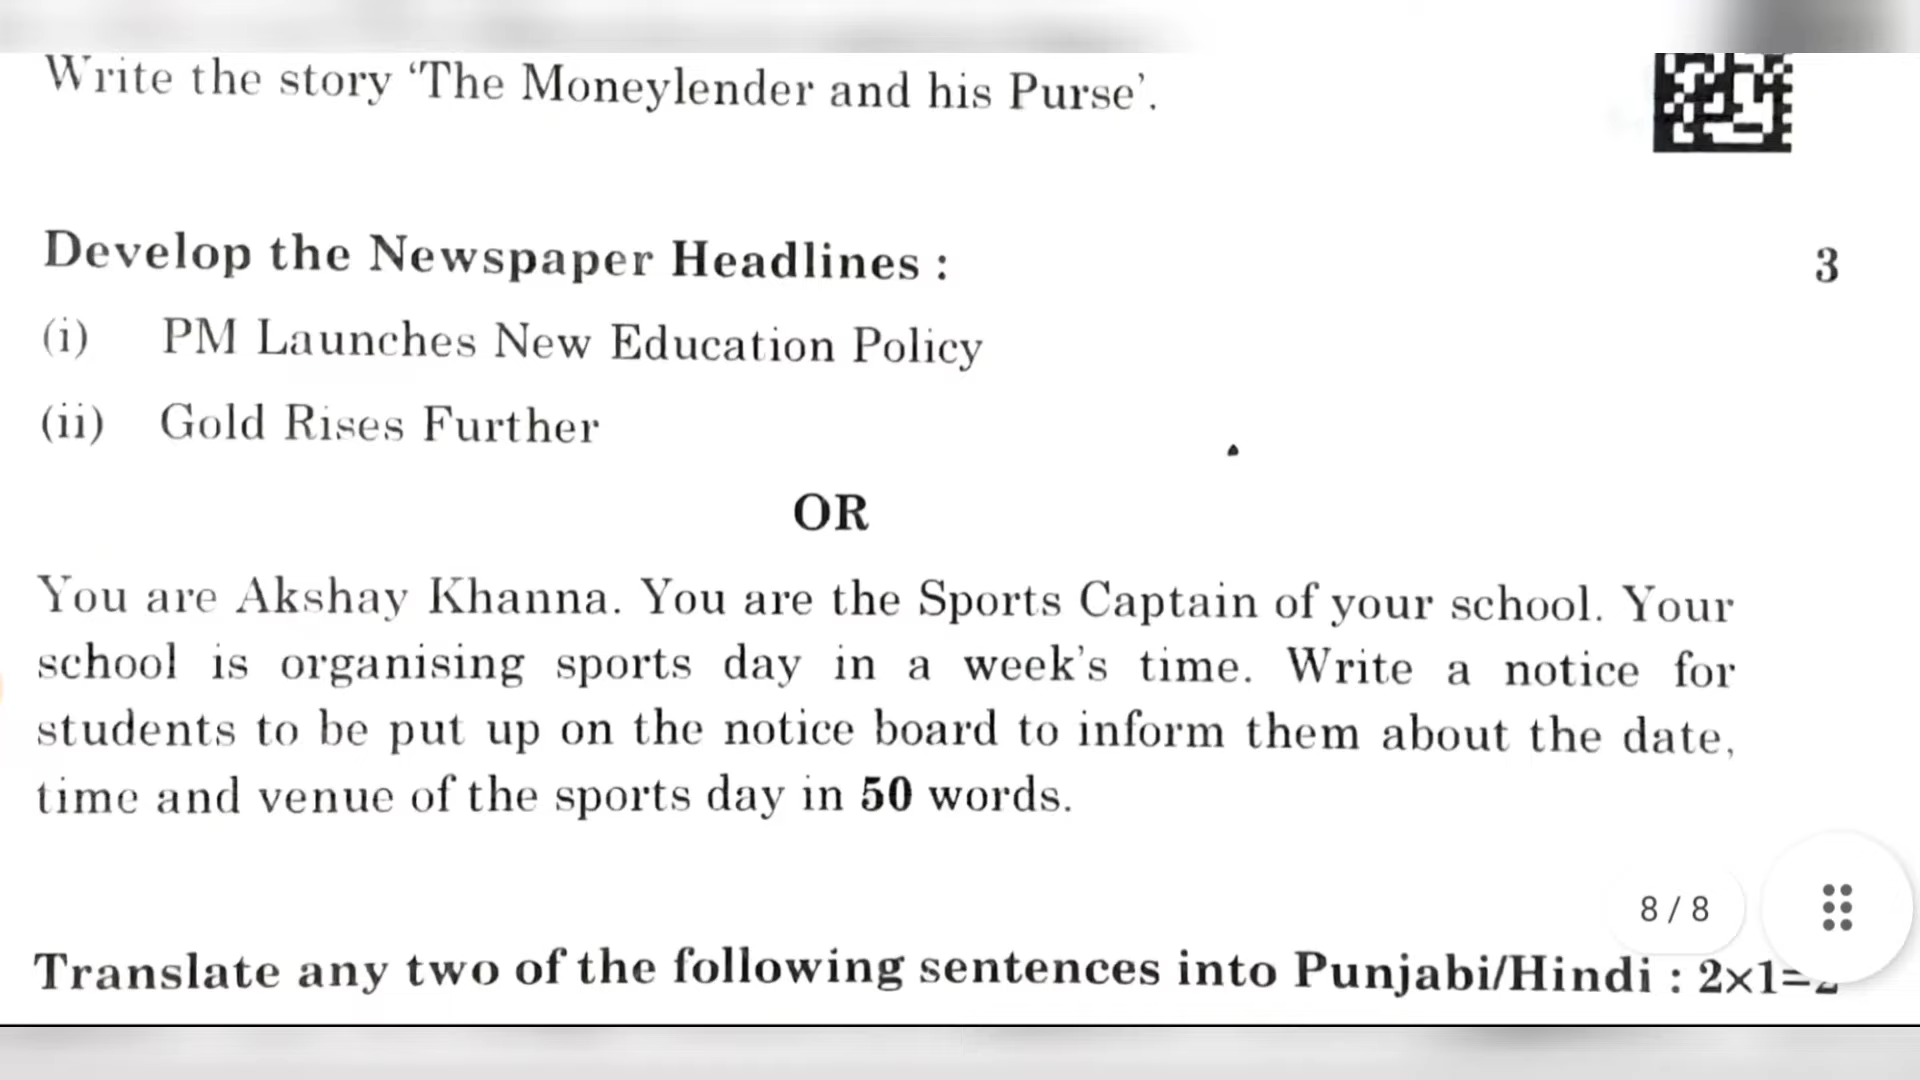 Write the story ‘The Moneylender and his Purse’.
Develop the Newspaper Headlines : 3
(i) PM Launches New Education Policy
(ii) Gold Rises Further
OR
You are Akshay Khanna. You are the Sports Captain of your school. Your
school is organising sports day in a week's time. Write a notice for
students to be put up on the notice board to inform them about the date,
time and venue of the sports day in 50 words.
8 / 8
Translate any two of the following sentences into Punjabi/Hindi : 2×1=2